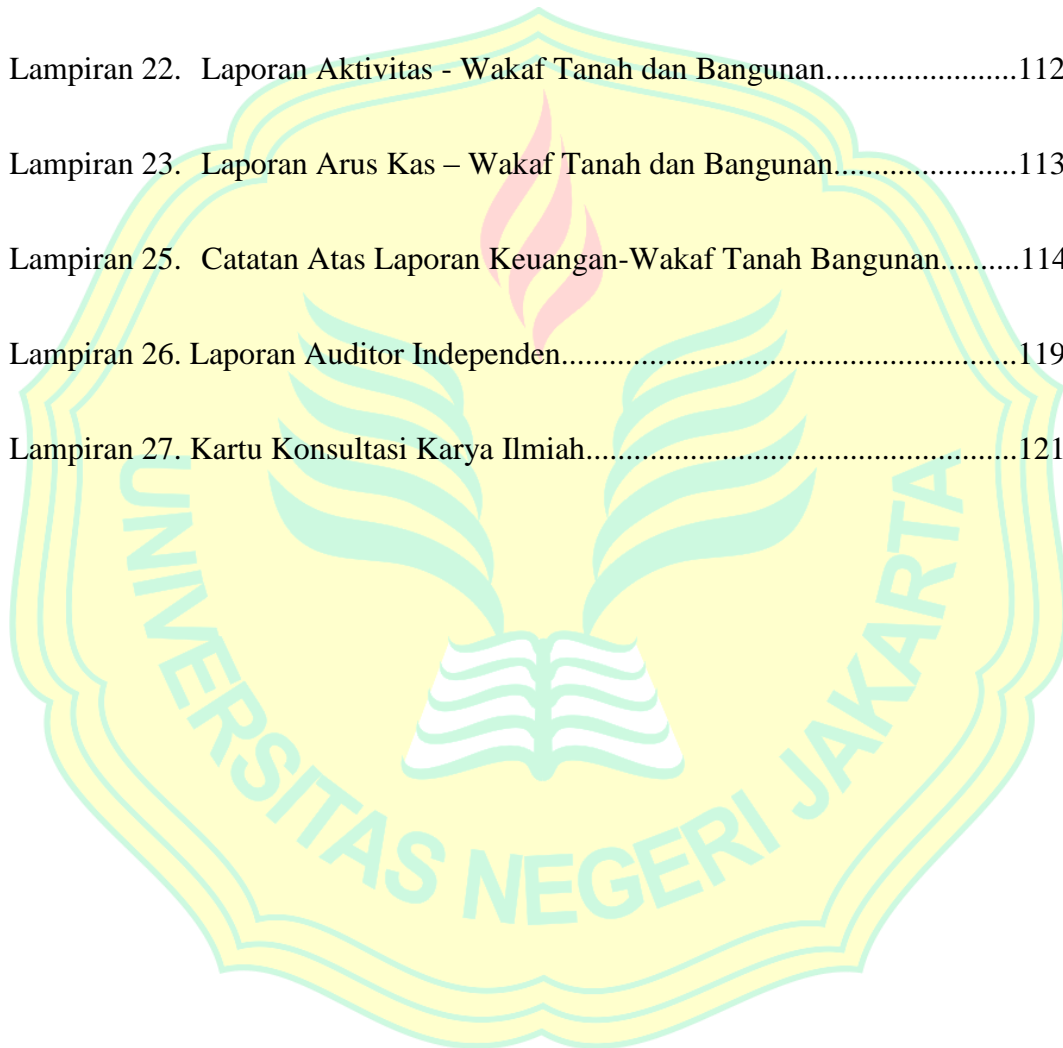 Lampiran 22. Laporan Aktivitas - Wakaf Tanah dan Bangunan........................112
Lampiran 23. Laporan Arus Kas – Wakaf Tanah dan Bangunan.......................113
Lampiran 25. Catatan Atas Laporan Keuangan-Wakaf Tanah Bangunan..........114
Lampiran 26. Laporan Auditor Independen.........................................................119
Lampiran 27. Kartu Konsultasi Karya Ilmiah......................................................121
UNIVERSITAS NEGERI JAKARTA